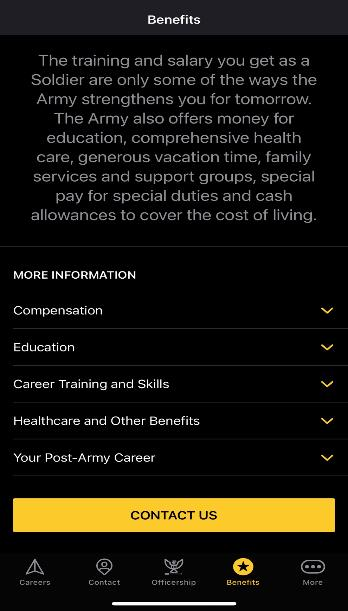 Benefits
The training and salary you get as a
Soldier are only some of the ways the
Army strengthens you for tomorrow.
The Army also offers money for
education, comprehensive health
care, generous vacation time, family
services and support groups, special
pay for special duties and cash
allowances to cover the cost of living.
MORE INFORMATION
Compensation
Education
Career Training and Skills
Healthcare and Other Benefits
Your Post-Army Career
CONTACT US
Careers Contact Officership Benefits More